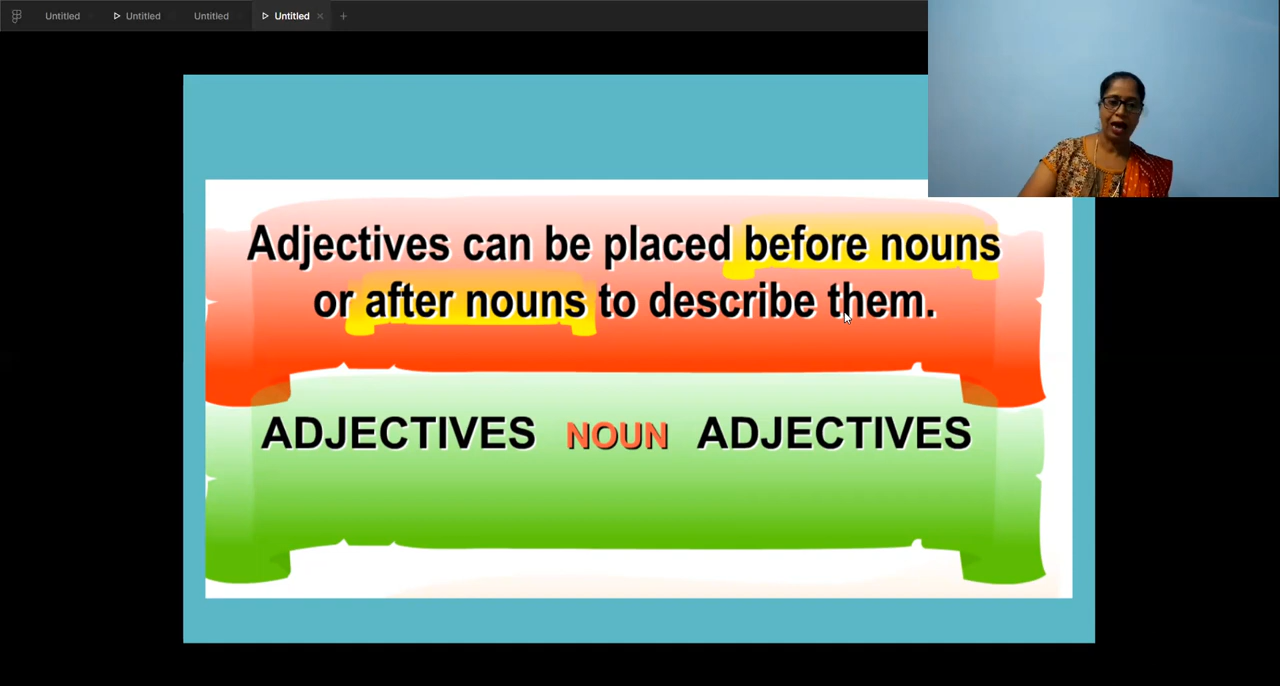 Untitled Untitled Untitled Untitled
Adjectives can be placed before nouns
or after nouns to describe them.
ADJECTIVES NOUN ADJECTIVES